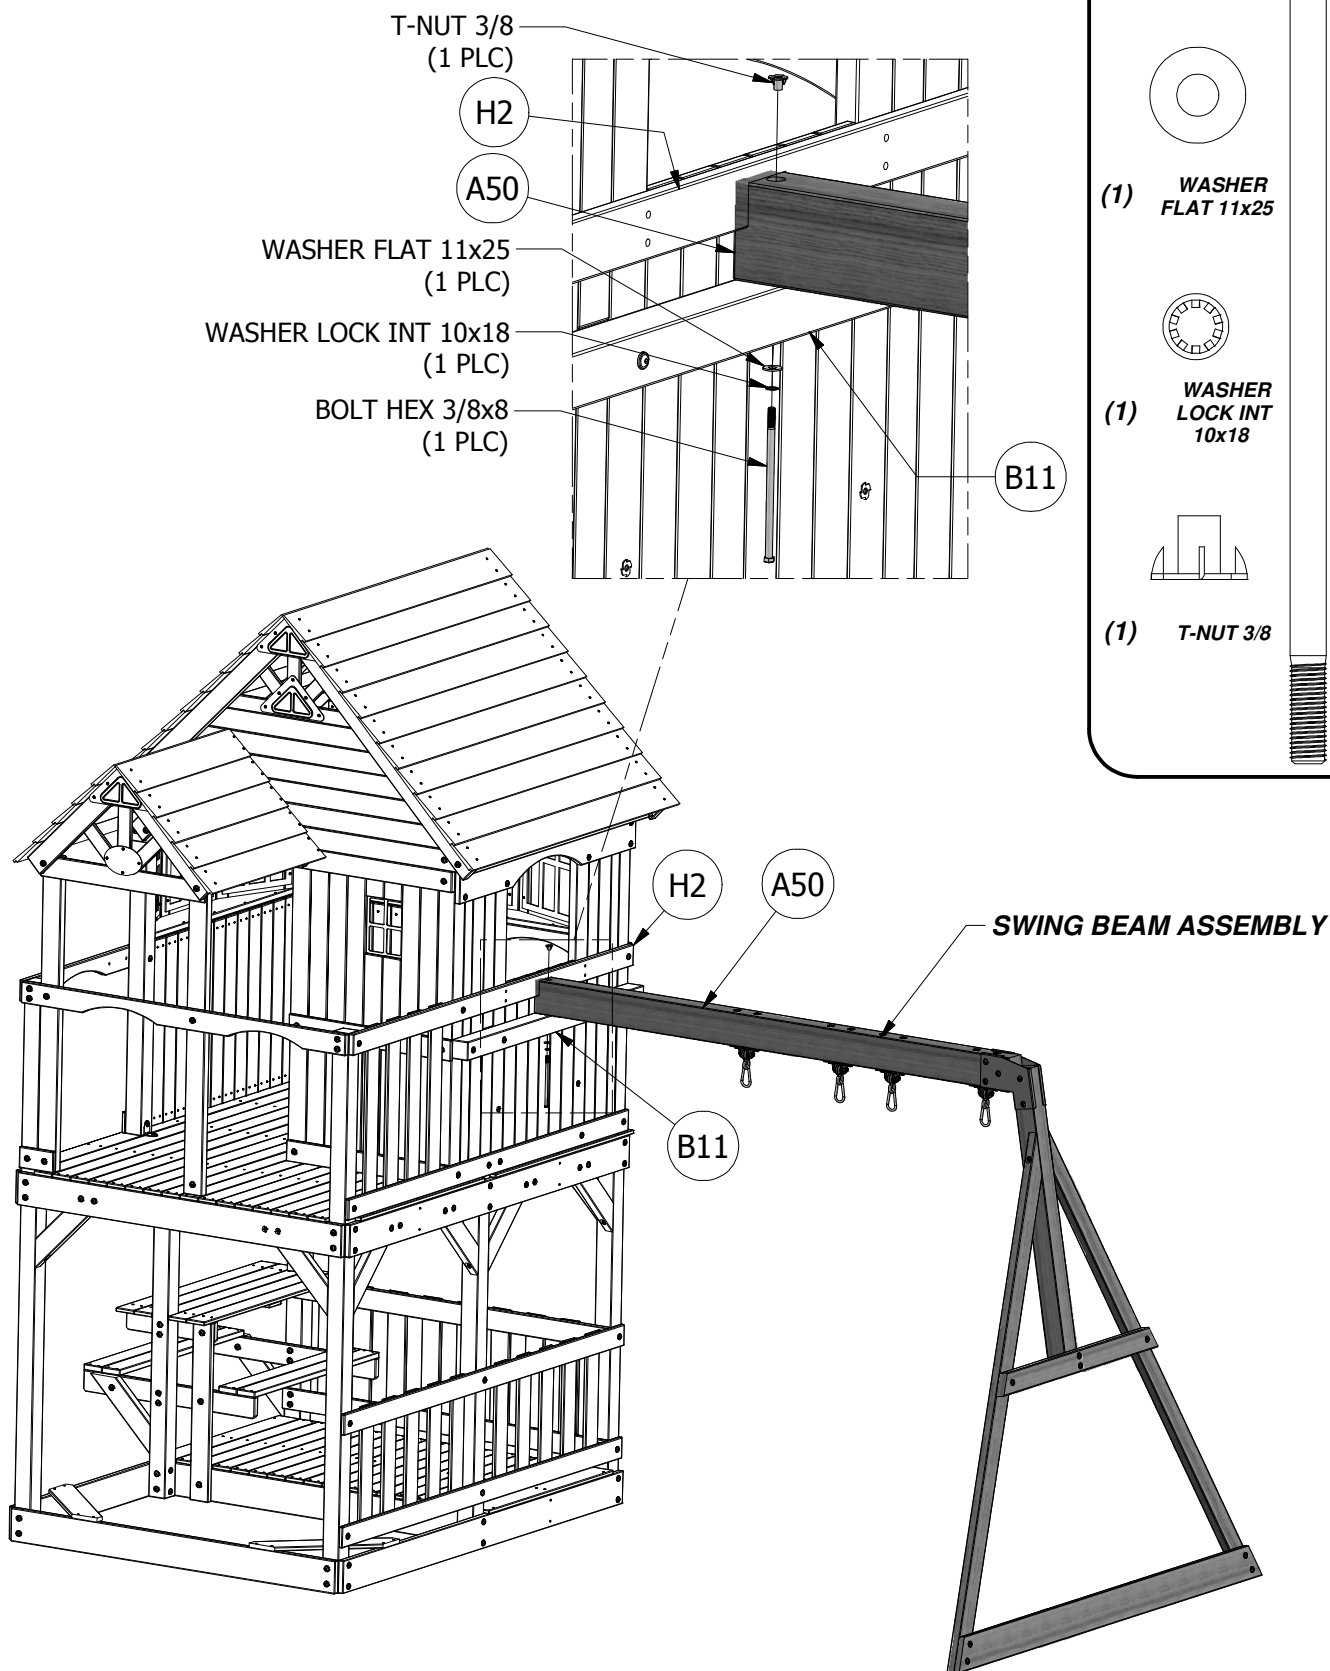 T-NUT 3/8
(1 PLC)
H2
A50
WASHER FLAT 11x25
(1 PLC)
WASHER LOCK INT 10x18
(1 PLC)
BOLT HEX 3/8x8
(1 PLC)
B11
(1) WASHER
FLAT 11x25
(1) WASHER
LOCK INT
10x18
(1) T-NUT 3/8
H2
A50
SWING BEAM ASSEMBLY
B11